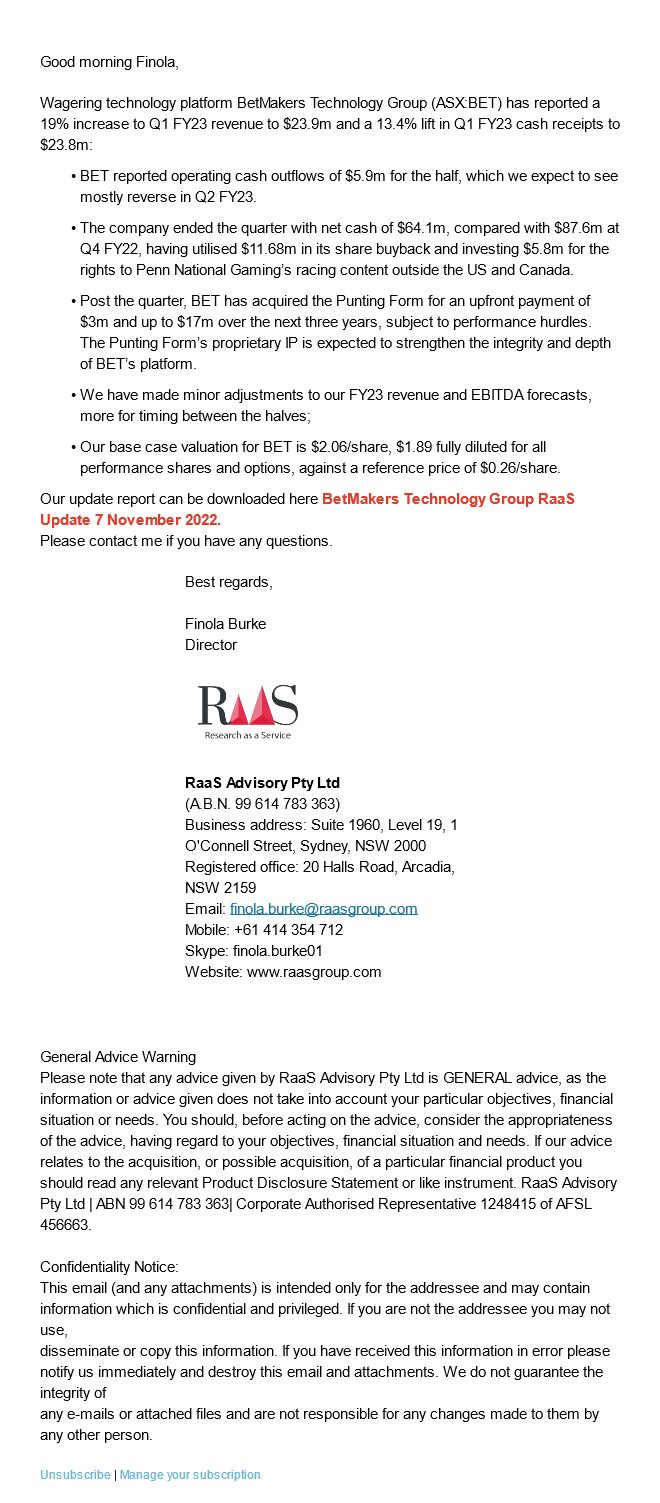 Good morning Finola,
Wagering technology platform BetMakers Technology Group (ASX:BET) has reported a
19% increase to Q1 FY23 revenue to $23.9m and a 13.4% lift in Q1 FY23 cash receipts to
$23.8m:
• BET reported operating cash outflows of $5.9m for the half, which we expect to see
mostly reverse in Q2 FY23.
• The company ended the quarter with net cash of $64.1m, compared with $87.6m at
Q4 FY22, having utilised $11.68m in its share buyback and investing $5.8m for the
rights to Penn National Gaming's racing content outside the US and Canada.
• Post the quarter, BET has acquired the Punting Form for an upfront payment of
$3m and up to $17m over the next three years, subject to performance hurdles.
The Punting Form's proprietary IP is expected to strengthen the integrity and depth
of BET's platform.
• We have made minor adjustments to our FY23 revenue and EBITDA forecasts,
more for timing between the halves;
• Our base case valuation for BET is $2.06/share, $1.89 fully diluted for all
performance shares and options, against a reference price of $0.26/share.
Our update report can be downloaded here BetMakers Technology Group RaaS
Update 7 November 2022.
Please contact me if you have any questions.
Best regards,
Finola Burke
Director
RAAS
Research as a Service
RaaS Advisory Pty Ltd
(A.B.N. 99 614 783 363)
Business address: Suite 1960, Level 19, 1
O'Connell Street, Sydney, NSW 2000
Registered office: 20 Halls Road, Arcadia,
NSW 2159
Email: finola.burke@raasgroup.com
Mobile: +61 414 354 712
Skype: finola.burke01
Website: www.raasgroup.com
General Advice Warning
Please note that any advice given by RaaS Advisory Pty Ltd is GENERAL advice, as the
information or advice given does not take into account your particular objectives, financial
situation or needs. You should, before acting on the advice, consider the appropriateness
of the advice, having regard to your objectives, financial situation and needs. If our advice
relates to the acquisition, or possible acquisition, of a particular financial product you
should read any relevant Product Disclosure Statement or like instrument. RaaS Advisory
Pty Ltd | ABN 99 614 783 363| Corporate Authorised Representative 1248415 of AFSL
456663.
Confidentiality Notice:
This email (and any attachments) is intended only for the addressee and may contain
information which is confidential and privileged. If you are not the addressee you may not
use,
disseminate or copy this information. If you have received this information in error please
notify us immediately and destroy this email and attachments. We do not guarantee the
integrity of
any e-mails or attached files and are not responsible for any changes made to them by
any other person.
Unsubscribe | Manage your subscription